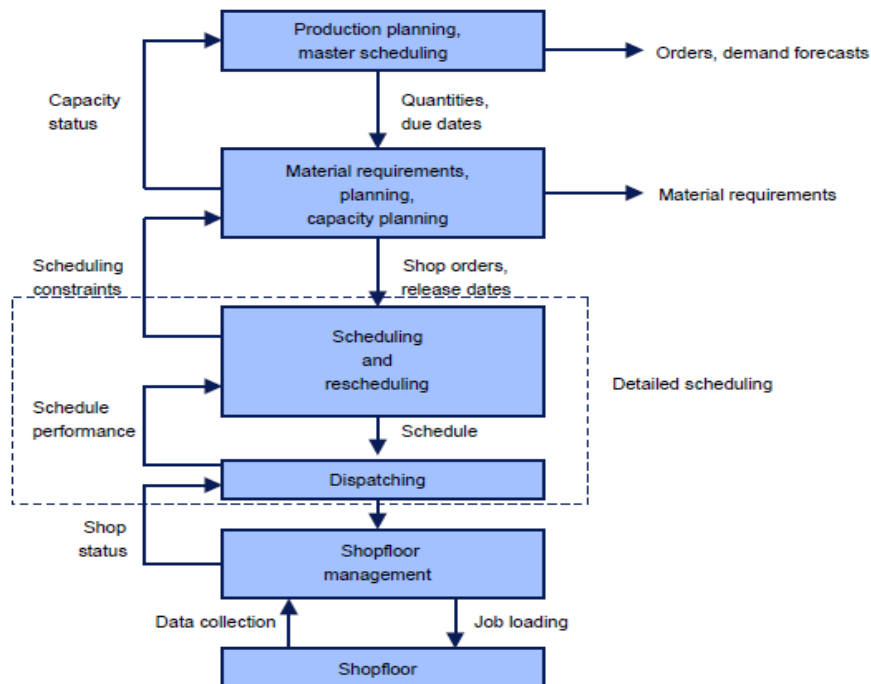 Production planning,
master scheduling
Orders, demand forecasts
Capacity
status
Quantities,
due dates
Material requirements,
planning,
capacity planning
Material requirements
Scheduling
constraints
Shop orders,
release dates
Scheduling
and
rescheduling
Detailed scheduling
Schedule
performance
Schedule
Dispatching
Shop
status
Shopfloor
management
Data collection
Job loading
Shopfloor